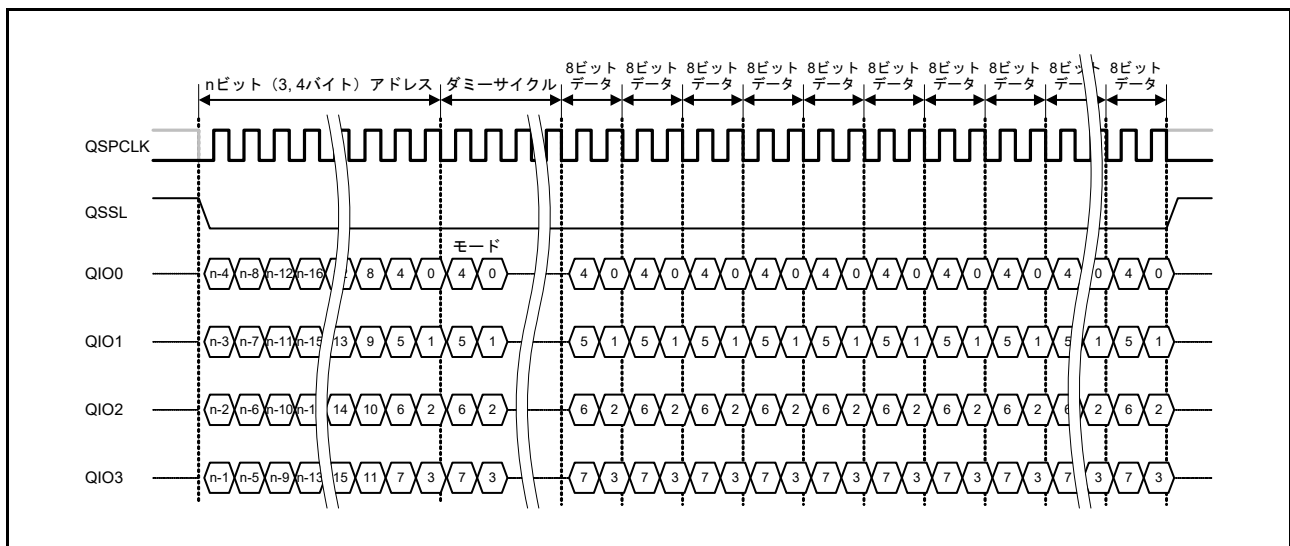 8ビット 8ビット 8ビット 8ビット 8ビット 8ビット 8ビット 8ビット 8ビット 8ビット
nビット（3, 4バイト）アドレス ダミーサイクル データ データ データ データ データ データ データ データ デー データ
QSPCLK
QSSL
モード
QIO0 n-4 n-8 n-12 n-16 8 4 0 4 0 4 0 4 0 4 0 4 0 4 0 4 0 4 0 4 0 4 0 4 0
QIO1 n-3 n-7 n-11 n-15 13 9 5 1 5 1 5 1 5 1 5 1 5 1 5 1 5 1 5 1 5 1 5 1 5 1
QIO2 n-2 n-6 n-10 14 10 6 2 6 2 6 2 6 2 6 2 6 2 6 2 6 2 6 2 6 2 6 2 6 2
QIO3 n-1 n-5 n-9 n-13 15 11 7 3 7 3 7 3 7 3 7 3 7 3 7 3 7 3 7 3 7 3 7 3 7 3